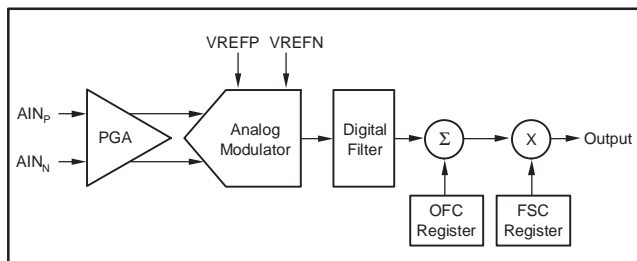 VREFP VREFN
AINP
PGA
AINN
Analog
Modulator
Digital
Filter
Σ
X
Output
OFC
Register
FSC
Register